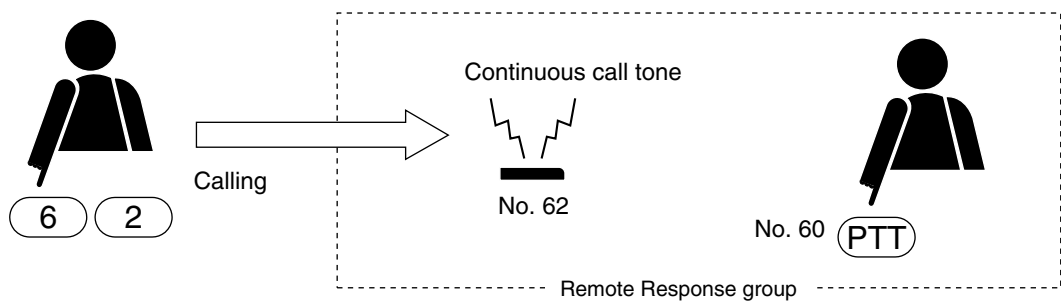 Continuous call tone
Calling
6 2
No. 62
No. 60 PTT
Remote Response group